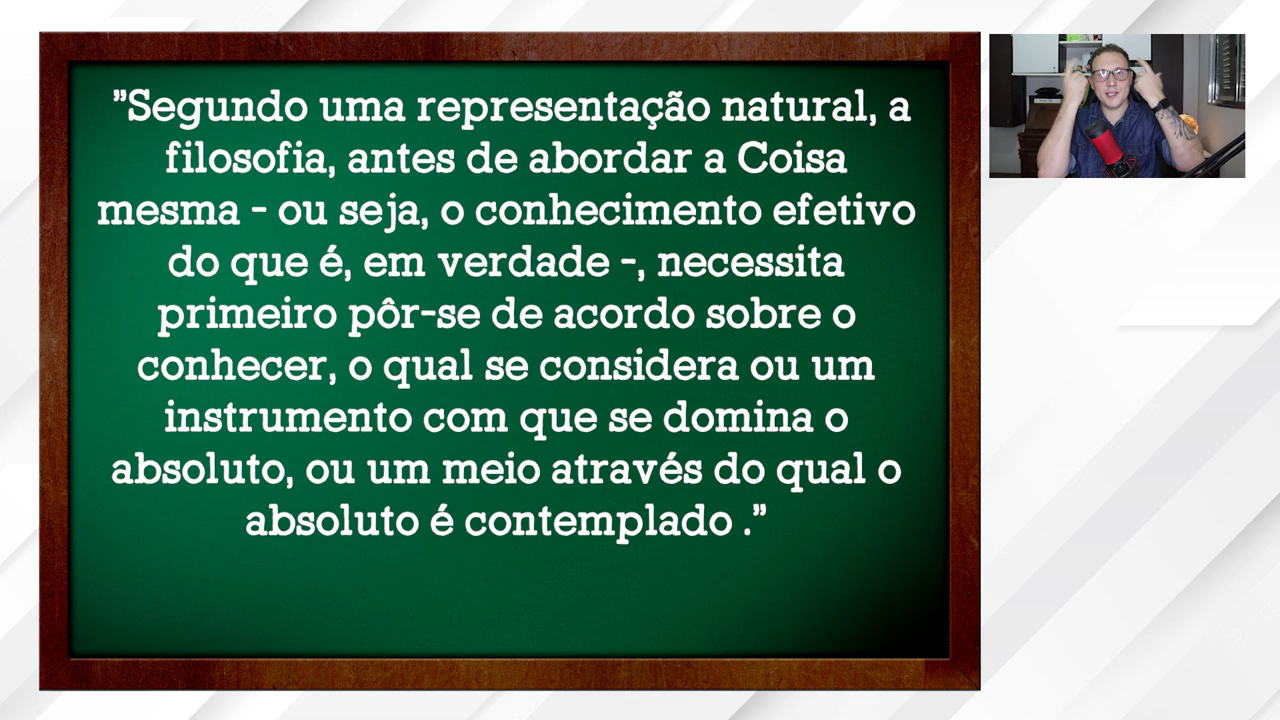 ”Segundo uma representação natural, a
filosofia, antes de abordar a Coisa
mesma - ou seja, o conhecimento efetivo
do que é, em verdade -, necessita
primeiro pôr-se de acordo sobre o
conhecer, o qual se considera ou um
instrumento com que se domina o
absoluto, ou um meio através do qual o
absoluto é contemplado .”